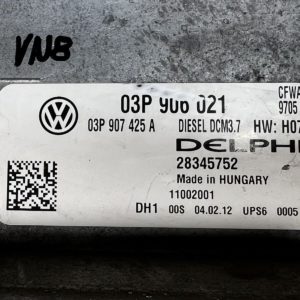 VN8
03P 906 021
CFWA
9705
03P 907 425 A DIESEL DCM3.7 HW: H07
DELPHI
28345752
Made in HUNGARY
11002001
DH1 00S 04.02.12 UPS6 0005